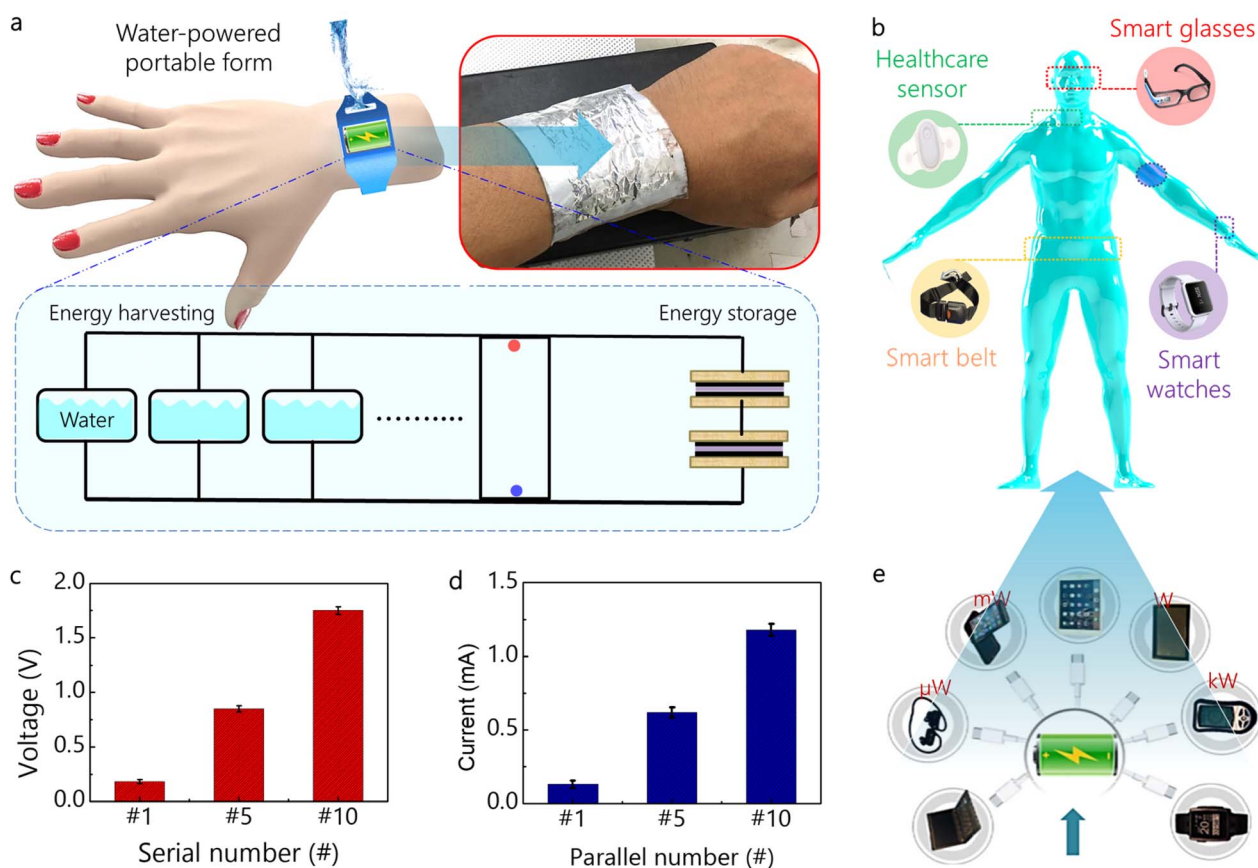 a
Water-powered
portable form
Energy harvesting
Energy storage
Water
b
Smart glasses
Healthcare
sensor
Smart belt
Smart
watches
c
Voltage (V)
2.0
1.5
1.0
0.5
0.0
#1
#5
#10
Serial number (#)
d
Current (mA)
1.5
1.0
0.5
0.0
#1
#5
#10
Parallel number (#)
e
mW
W
µW
kW
+
-
20